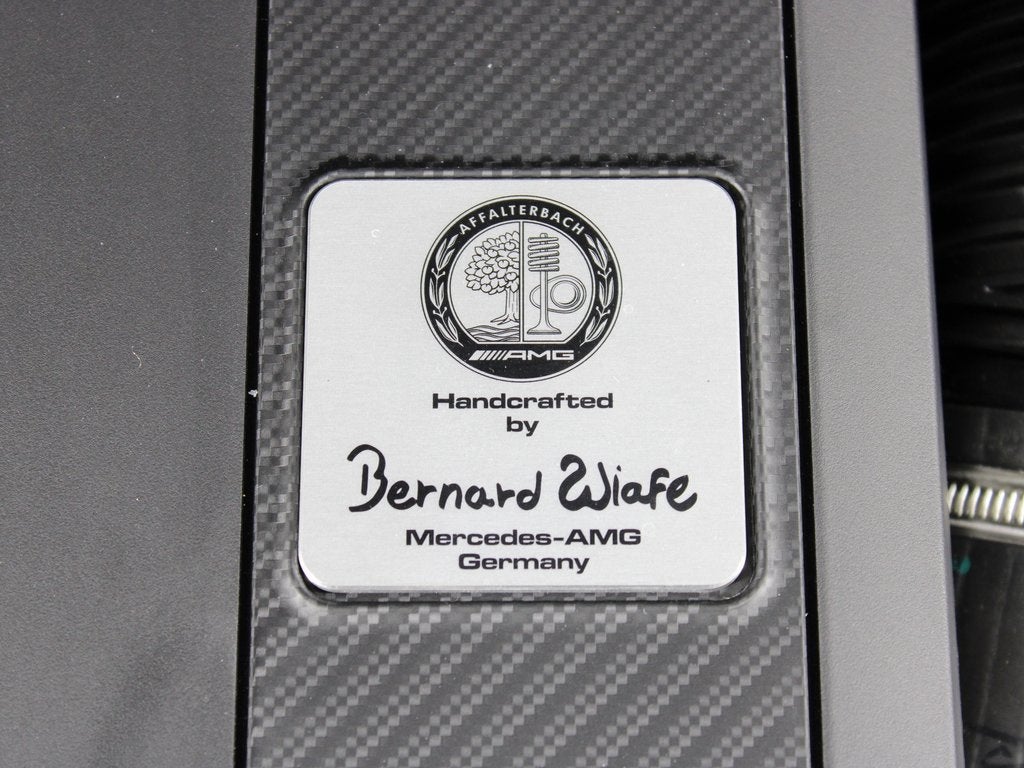 AFFALTERBACH
AMG
Handcrafted
by
Bernard Wiafe
Mercedes-AMG
Germany